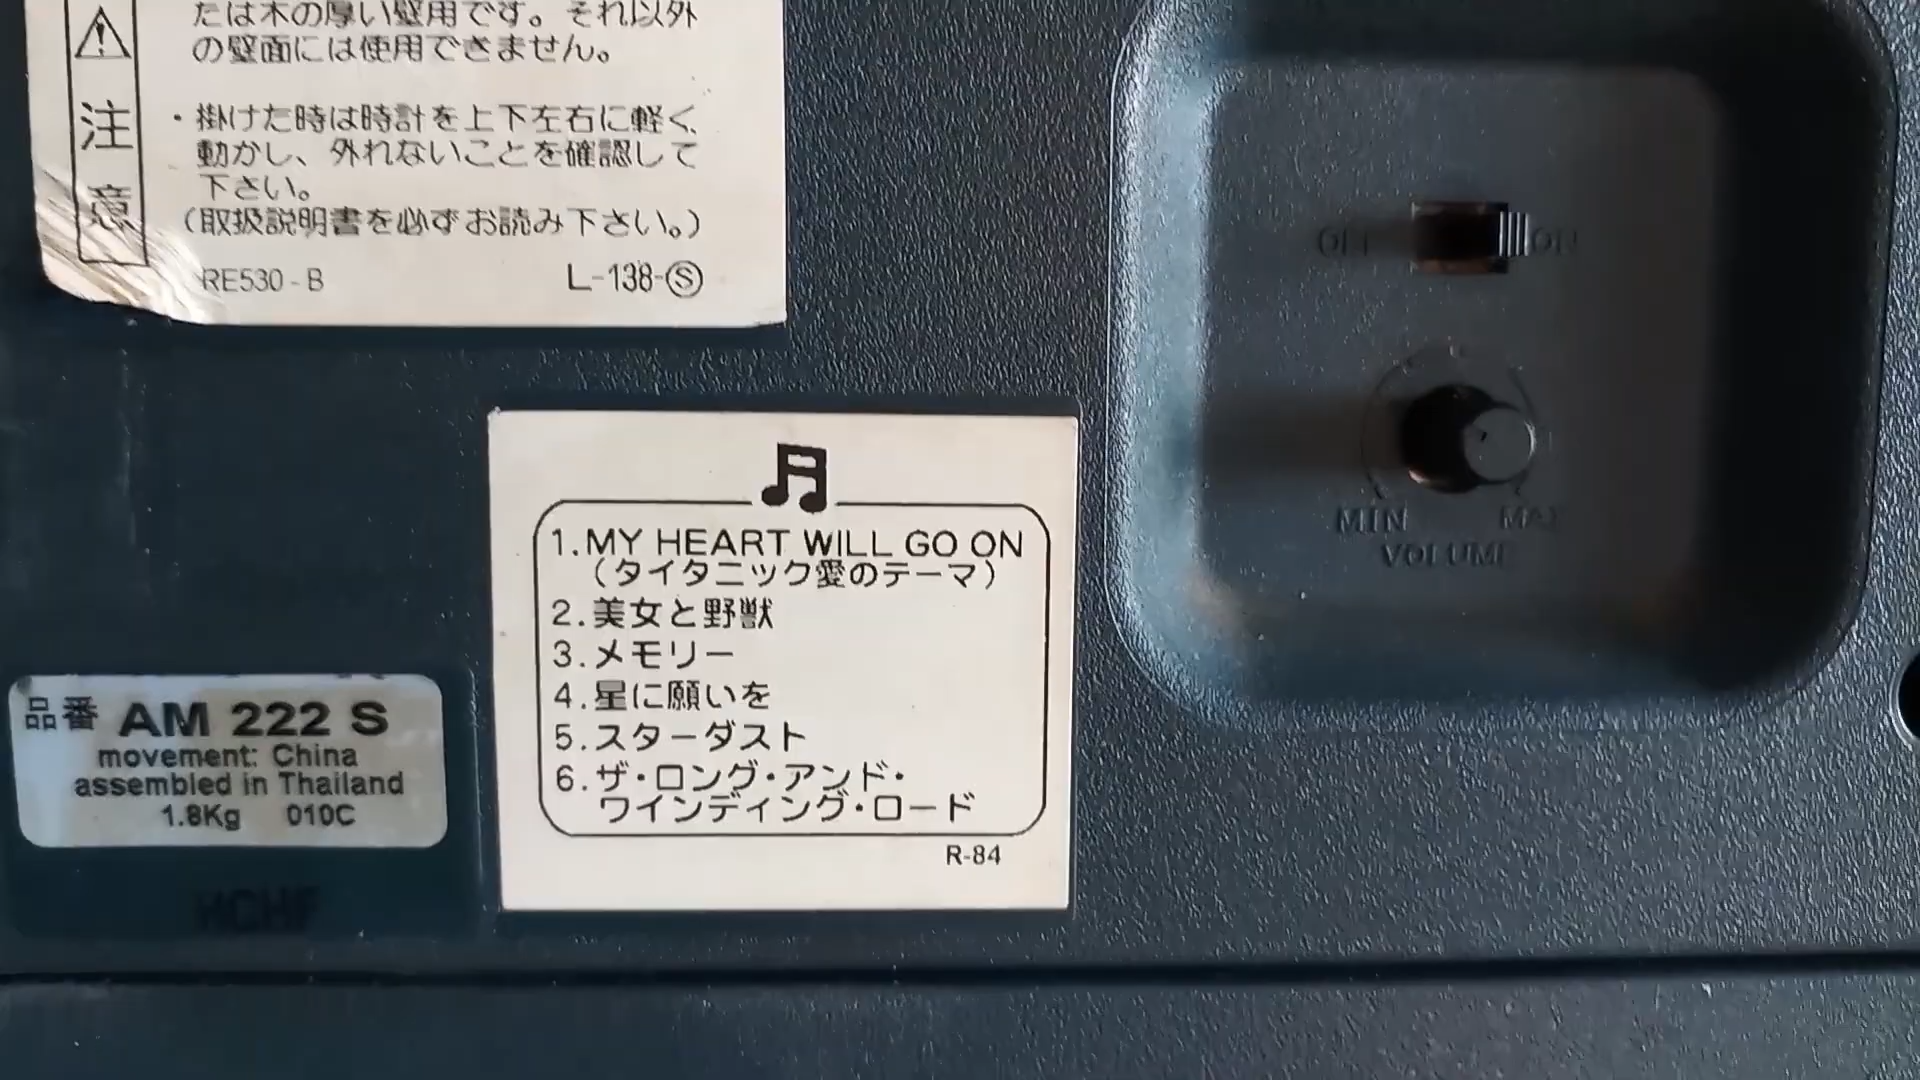 たは木の厚い壁用です。それ以外
の壁面には使用できません。
注意
・掛けた時は時計を上下左右に軽く、
動かし、外れないことを確認して
下さい。
（取扱説明書を必ずお読み下さい。）
RE530-B L-138-Ⓢ
OFF ON
MIN MAX
VOLUME
1.MY HEART WILL GO ON
（タイタニック愛のテーマ）
2.美女と野獣
3.メモリー
4.星に願いを
5.スターダスト
6.ザ・ロング・アンド・
ワインディング・ロード
R-84
品番 AM 222 S
movement: China
assembled in Thailand
1.8Kg 010C